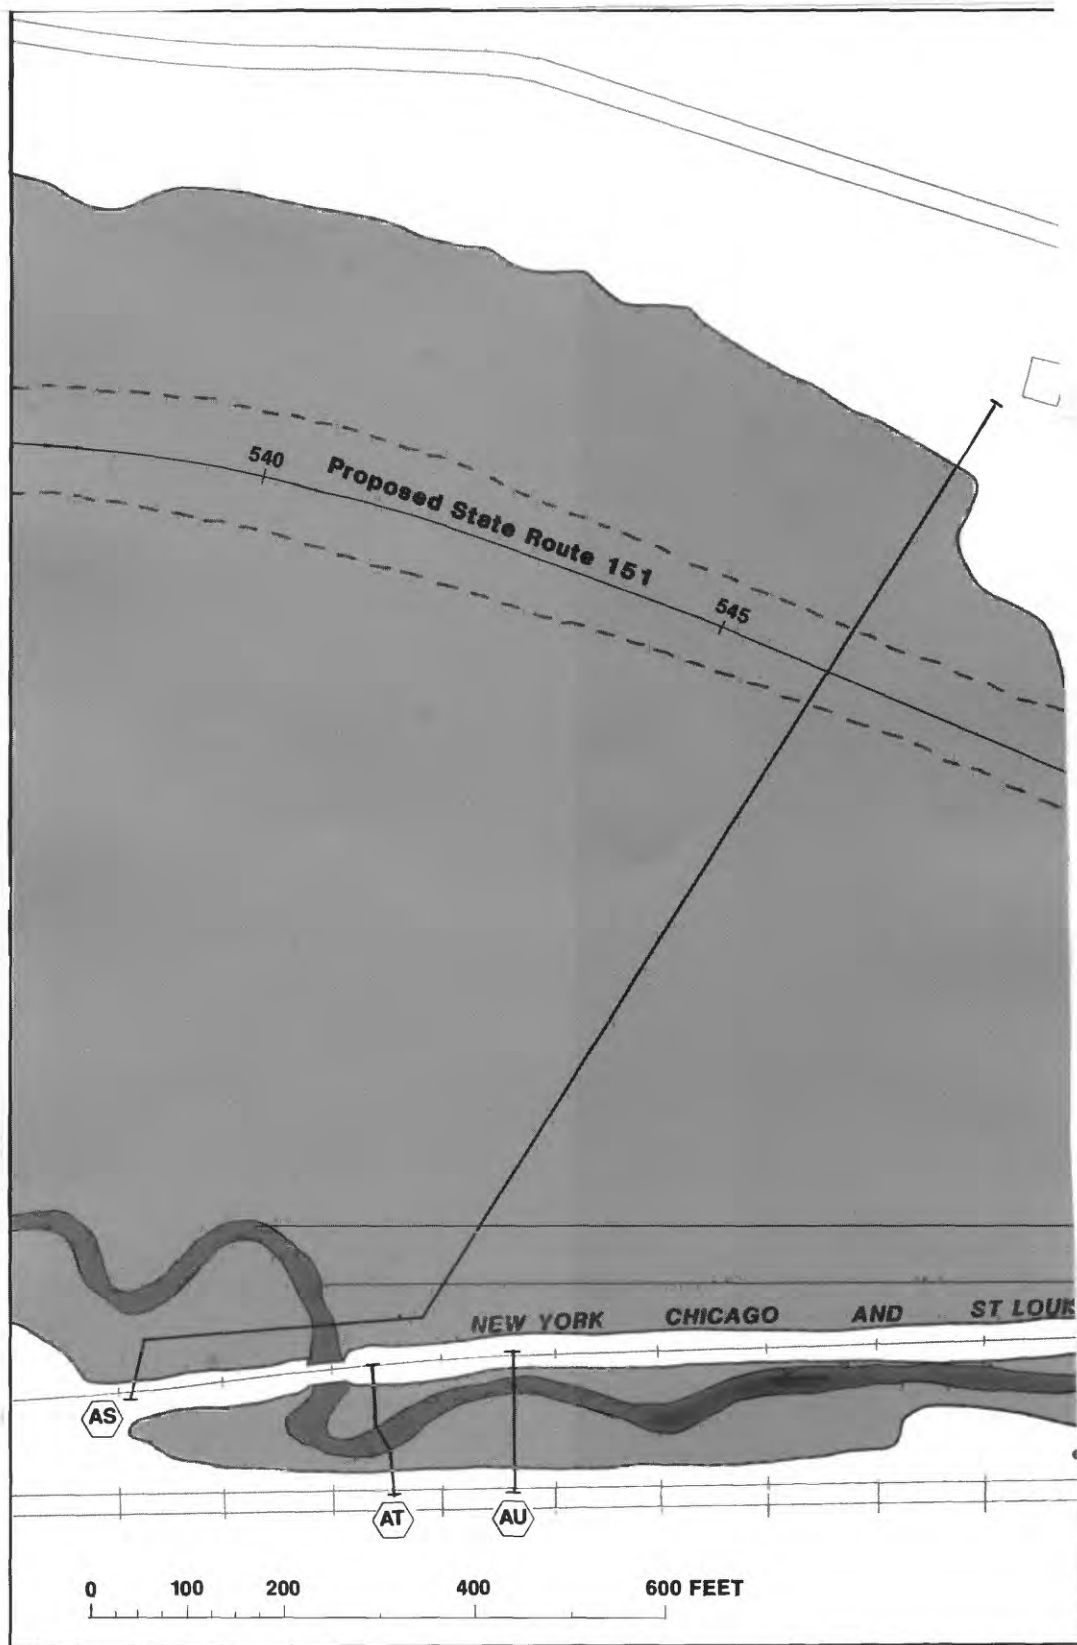 540
Proposed State Route 151
545
NEW YORK CHICAGO AND ST LOUI
AS
AT
AU
0 100 200 400 600 FEET